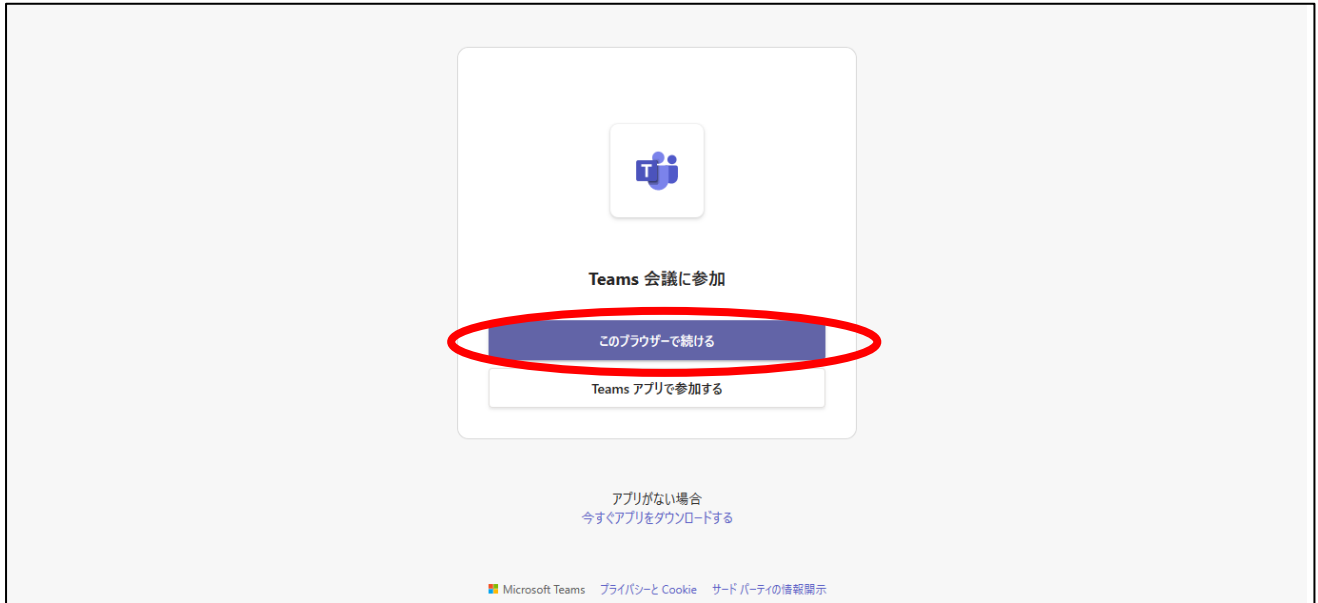 T
Teams 会議に参加
このブラウザーで続ける
Teams アプリで参加する
アプリがない場合
今すぐアプリをダウンロードする
Microsoft Teams プライバシーと Cookie サード パーティの情報開示